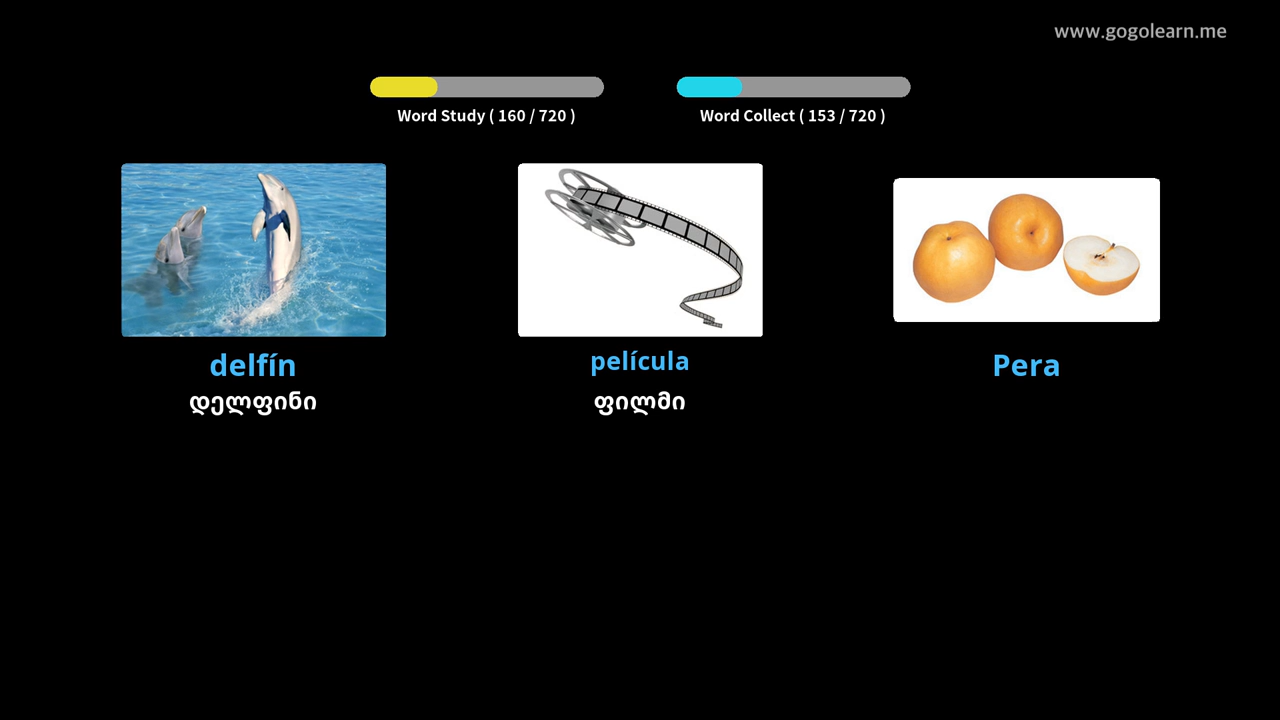 www.gogolearn.me
Word Study ( 160 / 720 )
Word Collect ( 153 / 720 )
delfín
película
Pera
დელფინი
ფილმი